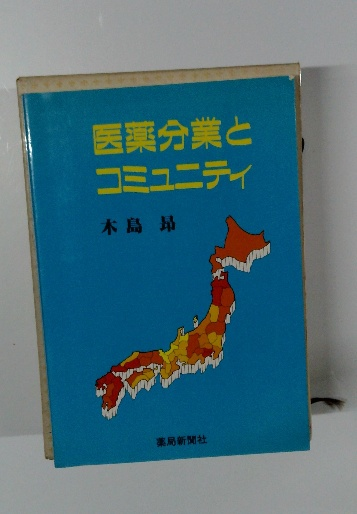 医薬分業と
コミュニティ
木島 昻
薬局新聞社